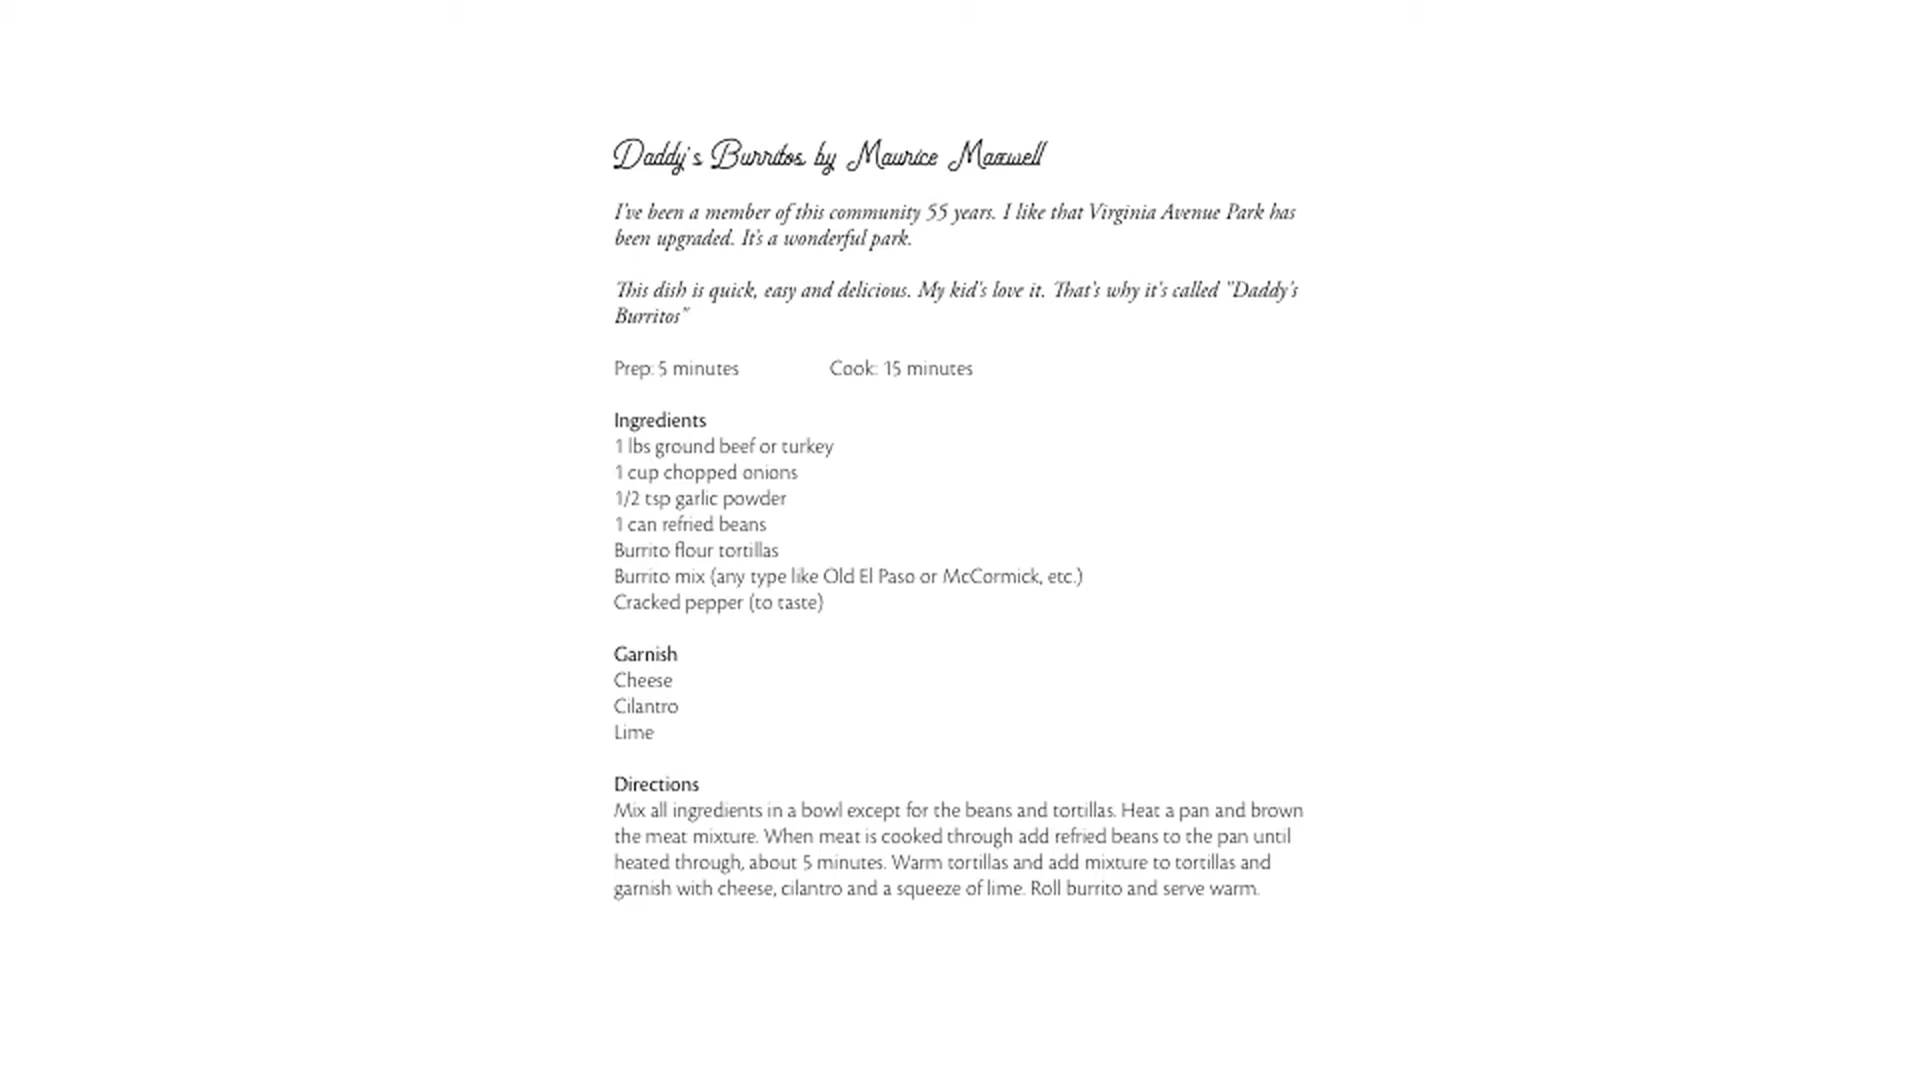 Daddy's Burritos by Maurice Maxwell
I've been a member of this community 55 years. I like that Virginia Avenue Park has
been upgraded. It's a wonderful park.
This dish is quick, easy and delicious. My kid's love it. That's why it's called "Daddy's
Burritos"
Prep: 5 minutes Cook: 15 minutes
Ingredients
1 lbs ground beef or turkey
1 cup chopped onions
1/2 tsp garlic powder
1 can refried beans
Burrito flour tortillas
Burrito mix (any type like Old El Paso or McCormick, etc.)
Cracked pepper (to taste)
Garnish
Cheese
Cilantro
Lime
Directions
Mix all ingredients in a bowl except for the beans and tortillas. Heat a pan and brown
the meat mixture. When meat is cooked through add refried beans to the pan until
heated through, about 5 minutes. Warm tortillas and add mixture to tortillas and
garnish with cheese, cilantro and a squeeze of lime. Roll burrito and serve warm.